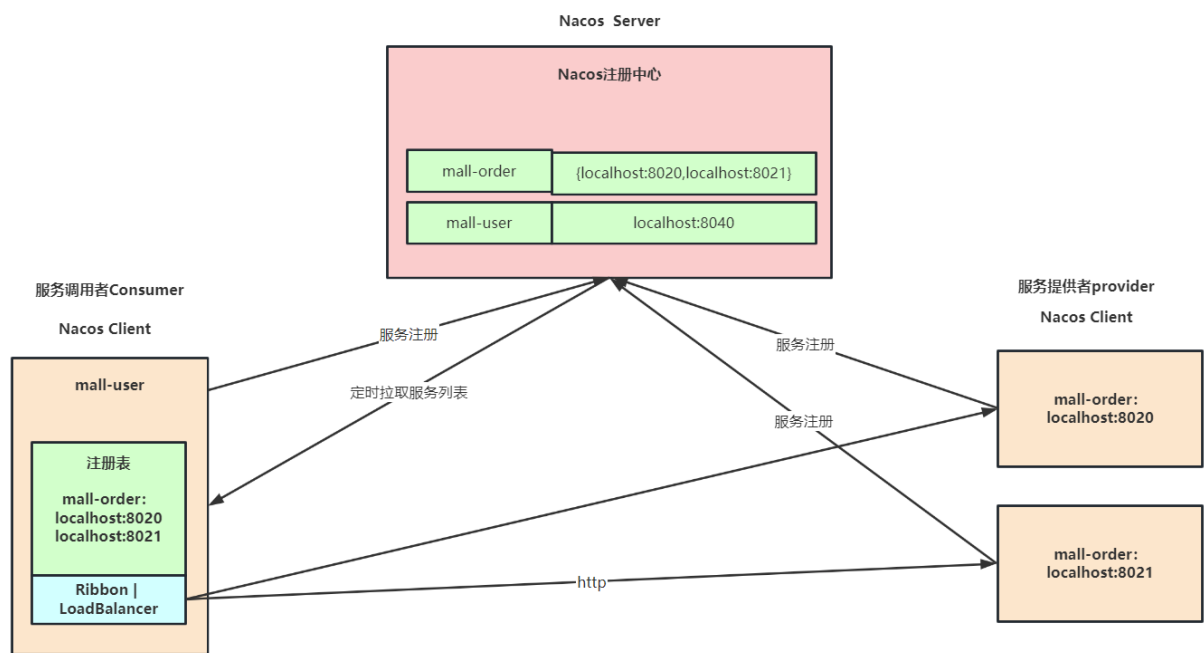 Nacos Server
Nacos注册中心
mall-order
{localhost:8020,localhost:8021}
mall-user
localhost:8040
服务调用者Consumer
Nacos Client
服务提供者provider
Nacos Client
服务注册
服务注册
定时拉取服务列表
服务注册
mall-user
注册表
mall-order:
localhost:8020
localhost:8021
Ribbon |
LoadBalancer
http
mall-order:
localhost:8020
mall-order:
localhost:8021